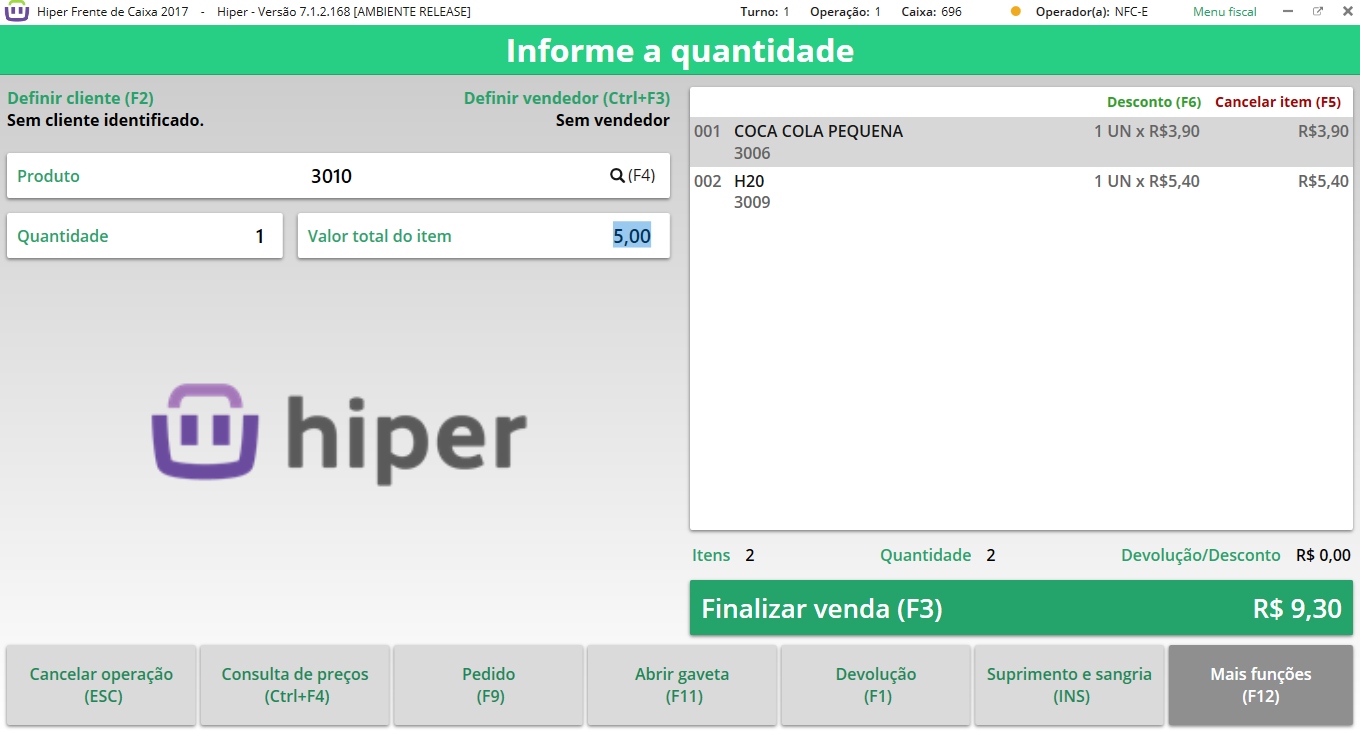 Hiper Frente de Caixa 2017 - Hiper - Versão 7.1.2.168 [AMBIENTE RELEASE] Turno: 1 Operação: 1 Caixa: 696 Operador(a): NFC-E Menu fiscal
Informe a quantidade
Definir cliente (F2) Definir vendedor (Ctrl+F3)
Sem cliente identificado. Sem vendedor
Produto 3010 (F4)
Quantidade 1 Valor total do item 5,00
hiper
Desconto (F6) Cancelar item (F5)
001 COCA COLA PEQUENA 1 UN x R$3,90 R$3,90
3006
002 H20 1 UN x R$5,40 R$5,40
3009
Itens 2 Quantidade 2 Devolução/Desconto R$ 0,00
Finalizar venda (F3) R$ 9,30
Cancelar operação
(ESC)
Consulta de preços
(Ctrl+F4)
Pedido
(F9)
Abrir gaveta
(F11)
Devolução
(F1)
Suprimento e sangria
(INS)
Mais funções
(F12)